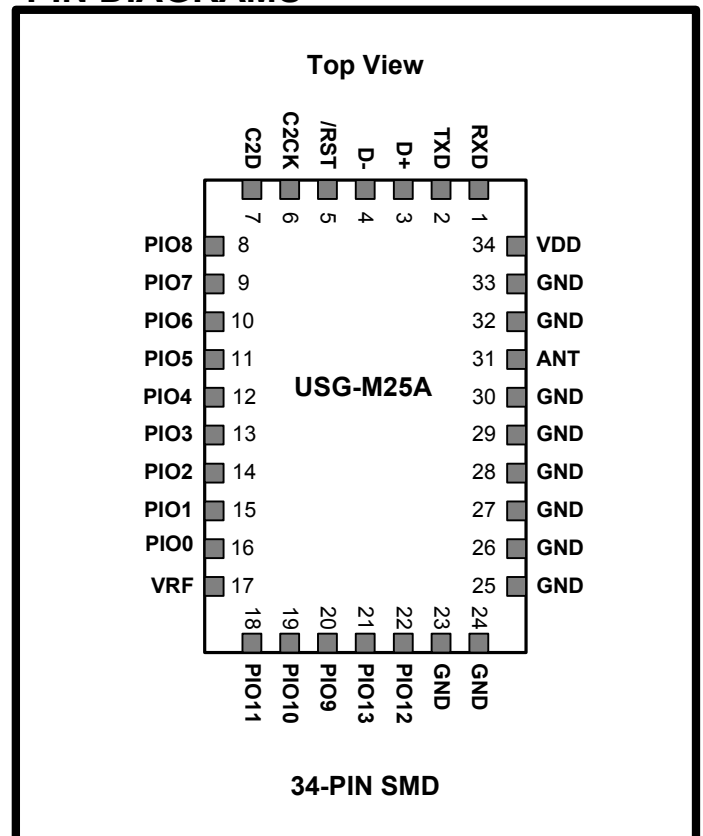 PIN DIAGRAMS
Top View
C2D C2CK /RST D- D+ TXD RXD
7 6 5 4 3 2 1
PIO8 8 34 VDD
PIO7 9 33 GND
PIO6 10 32 GND
PIO5 11 31 ANT
PIO4 12 USG-M25A 30 GND
PIO3 13 29 GND
PIO2 14 28 GND
PIO1 15 27 GND
PIO0 16 26 GND
VRF 17 25 GND
18 19 20 21 22 23 24
PIO11 PIO10 PIO9 PIO13 PIO12 GND GND
34-PIN SMD